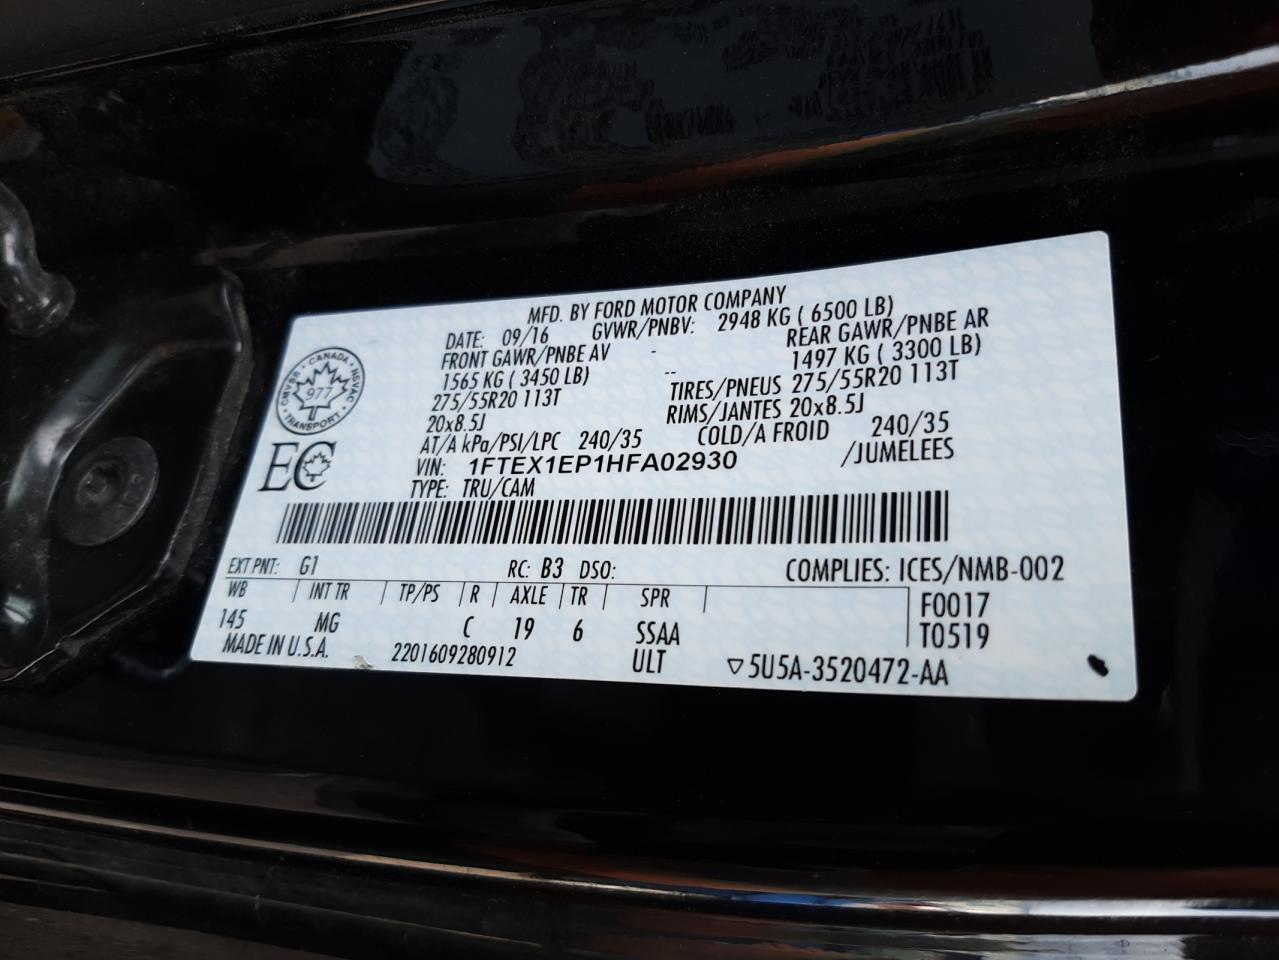 MFD. BY FORD MOTOR COMPANY
DATE: 09/16 GVWR/PNBV: 2948 KG ( 6500 LB)
FRONT GAWR/PNBE AV - REAR GAWR/PNBE AR
1565 KG ( 3450 LB) -- 1497 KG ( 3300 LB)
275/55R20 113T TIRES/PNEUS 275/55R20 113T
20x8.5J RIMS/JANTES 20x8.5J
AT/A kPa/PSI/LPC 240/35 COLD/A FROID 240/35
VIN: 1FTEX1EP1HFA02930 /JUMELEES
TYPE: TRU/CAM
CMVSS · CANADA · NSVAC · TRANSPORT ·
977
EC
EXT PNT: G1 RC: B3 DSO: COMPLIES: ICES/NMB-002
WB INT TR TP/PS R AXLE TR SPR F0017
145 MG C 19 6 SSAA T0519
MADE IN U.S.A. 2201609280912 ULT ▽5U5A-3520472-AA